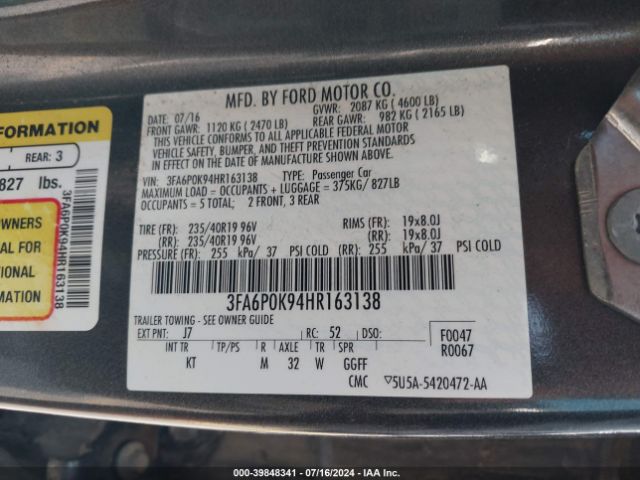 MFD. BY FORD MOTOR CO.
DATE: 07/16 GVWR: 2087 KG ( 4600 LB)
FRONT GAWR: 1120 KG ( 2470 LB) REAR GAWR: 982 KG ( 2165 LB)
THIS VEHICLE CONFORMS TO ALL APPLICABLE FEDERAL MOTOR
VEHICLE SAFETY, BUMPER, AND THEFT PREVENTION STANDARDS
IN EFFECT ON THE DATE OF MANUFACTURE SHOWN ABOVE.
VIN: 3FA6P0K94HR163138 TYPE: Passenger Car
MAXIMUM LOAD = OCCUPANTS + LUGGAGE = 375KG/ 827LB
OCCUPANTS = 5 TOTAL; 2 FRONT, 3 REAR
TIRE (FR): 235/40R19 96V RIMS (FR): 19x8.0J
(RR): 235/40R19 96V (RR): 19x8.0J
PRESSURE (FR): 255 kPa/ 37 PSI COLD (RR): 255 kPa/ 37 PSI COLD
3FA6P0K94HR163138
TRAILER TOWING - SEE OWNER GUIDE
EXT PNT: J7 RC: 52 DSO: F0047
INT TR TP/PS R AXLE TR SPR R0067
KT M 32 W GGFF
CMC ▽5U5A-5420472-AA
FORMATION
REAR: 3
827 lbs.
OWNERS
AL FOR
TIONAL
RMATION
3FA6P0K94HR163138
000-39848341 / 07/16/2024 - IAA Inc.